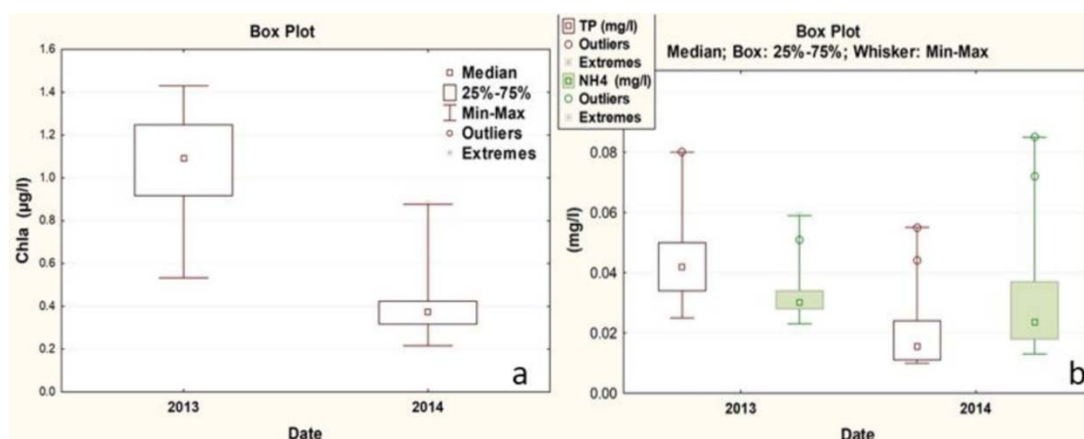 Box Plot
Median
25%-75%
Min-Max
Outliers
Extremes
1.6
1.4
1.2
1.0
0.8
0.6
0.4
0.2
0.0
Chla (µg/l)
2013 2014
Date
a
TP (mg/l)
Outliers
Extremes
NH4 (mg/l)
Outliers
Extremes
Box Plot
Median; Box: 25%-75%; Whisker: Min-Max
0.08
0.06
0.04
0.02
0.00
(mg/l)
2013 2014
Date
b